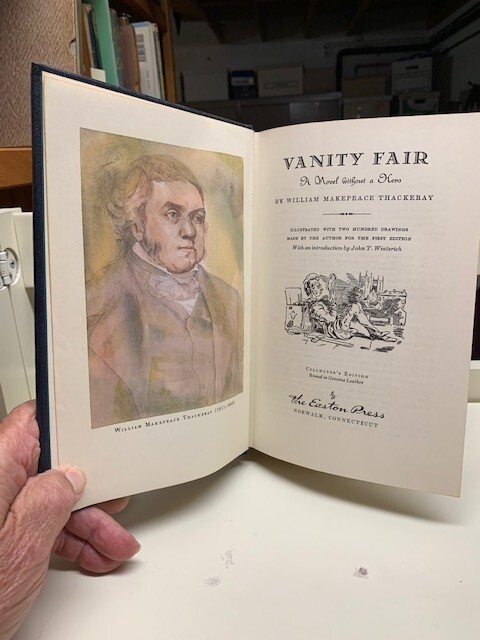 William Makepeace Thackeray (1811-1863)
VANITY FAIR
A Novel without a Hero
BY WILLIAM MAKEPEACE THACKERAY
ILLUSTRATED WITH TWO HUNDRED DRAWINGS
MADE BY THE AUTHOR FOR THE FIRST EDITION
With an introduction by John T. Winterich
Collector's Edition
Bound in Genuine Leather
The Easton Press
NORWALK, CONNECTICUT